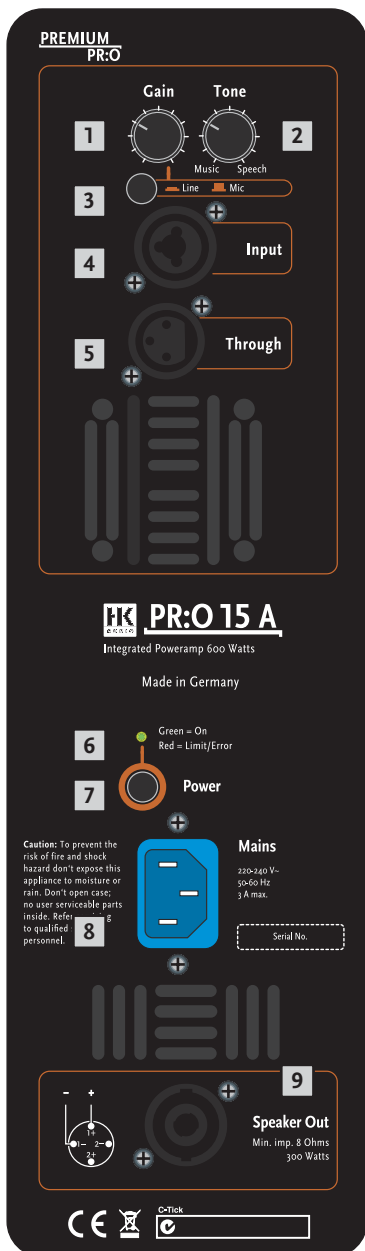 PREMIUM
PR:O
Gain
Tone
1
2
Music
Speech
3
Line
Mic
4
Input
5
Through
HK
audio
PR:O 15 A
Integrated Poweramp 600 Watts
Made in Germany
6
Green = On
Red = Limit/Error
7
Power
Caution: To prevent the
risk of fire and shock
hazard don't expose this
appliance to moisture or
rain. Don't open case;
no user serviceable parts
inside. Refer
to qualified
personnel.
8
Mains
220-240 V~
50-60 Hz
3 A max.
Serial No.
9
- +
1+
1- 2-
2+
Speaker Out
Min. imp. 8 Ohms
300 Watts
CE
C-Tick